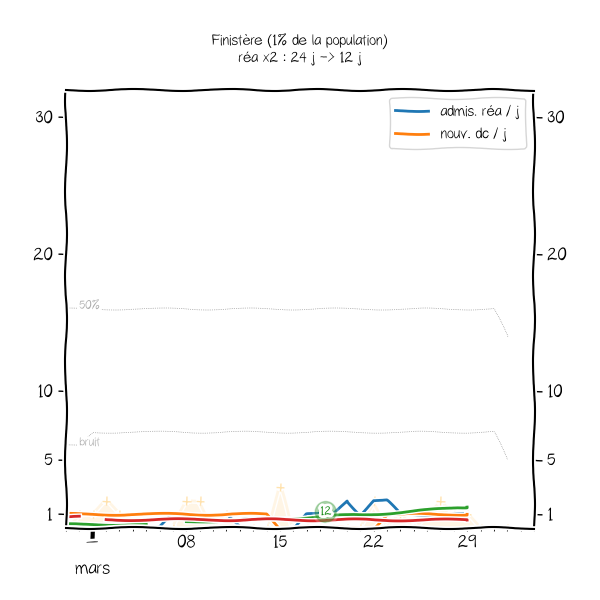 Finistère (1% de la population)
réa x2 : 24 j -> 12 j
admis. réa / j
nouv. dc / j
30
30
20
20
50%
10
10
bruit
5
5
12
1
1
1
08
15
22
29
mars